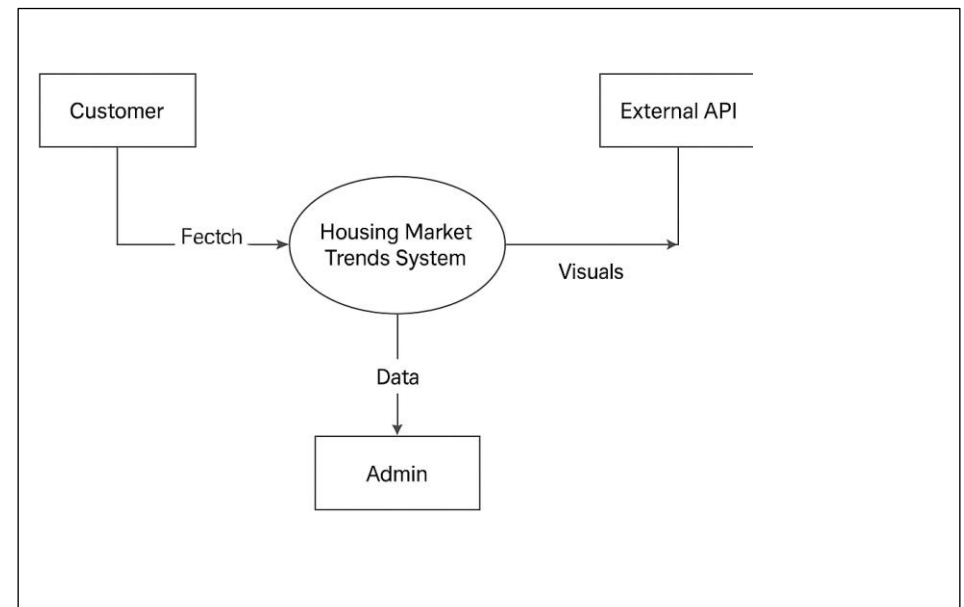 Customer
External API
Fectch
Housing Market
Trends System
Visuals
Data
Admin